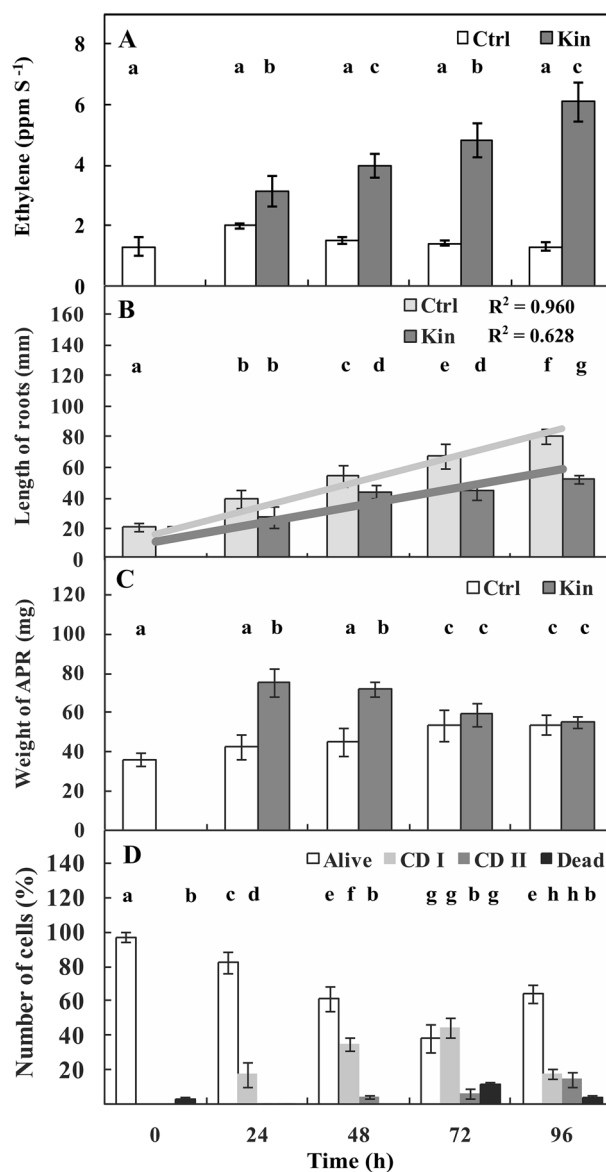 A
Ctrl Kin
a a b a c a b a c
8
6
4
2
0
Ethylene (ppm S -1)
B
Ctrl R2 = 0.960
Kin R2 = 0.628
a b b c d e d f g
160
140
120
100
80
60
40
20
0
Length of roots (mm)
C
Ctrl Kin
a a b a b c c c c
120
100
80
60
40
20
0
Weight of APR (mg)
D
Alive CD I CD II Dead
a b c d e f b g g b g e h h b
140
120
100
80
60
40
20
Number of cells (%)
0 24 48 72 96
Time (h)